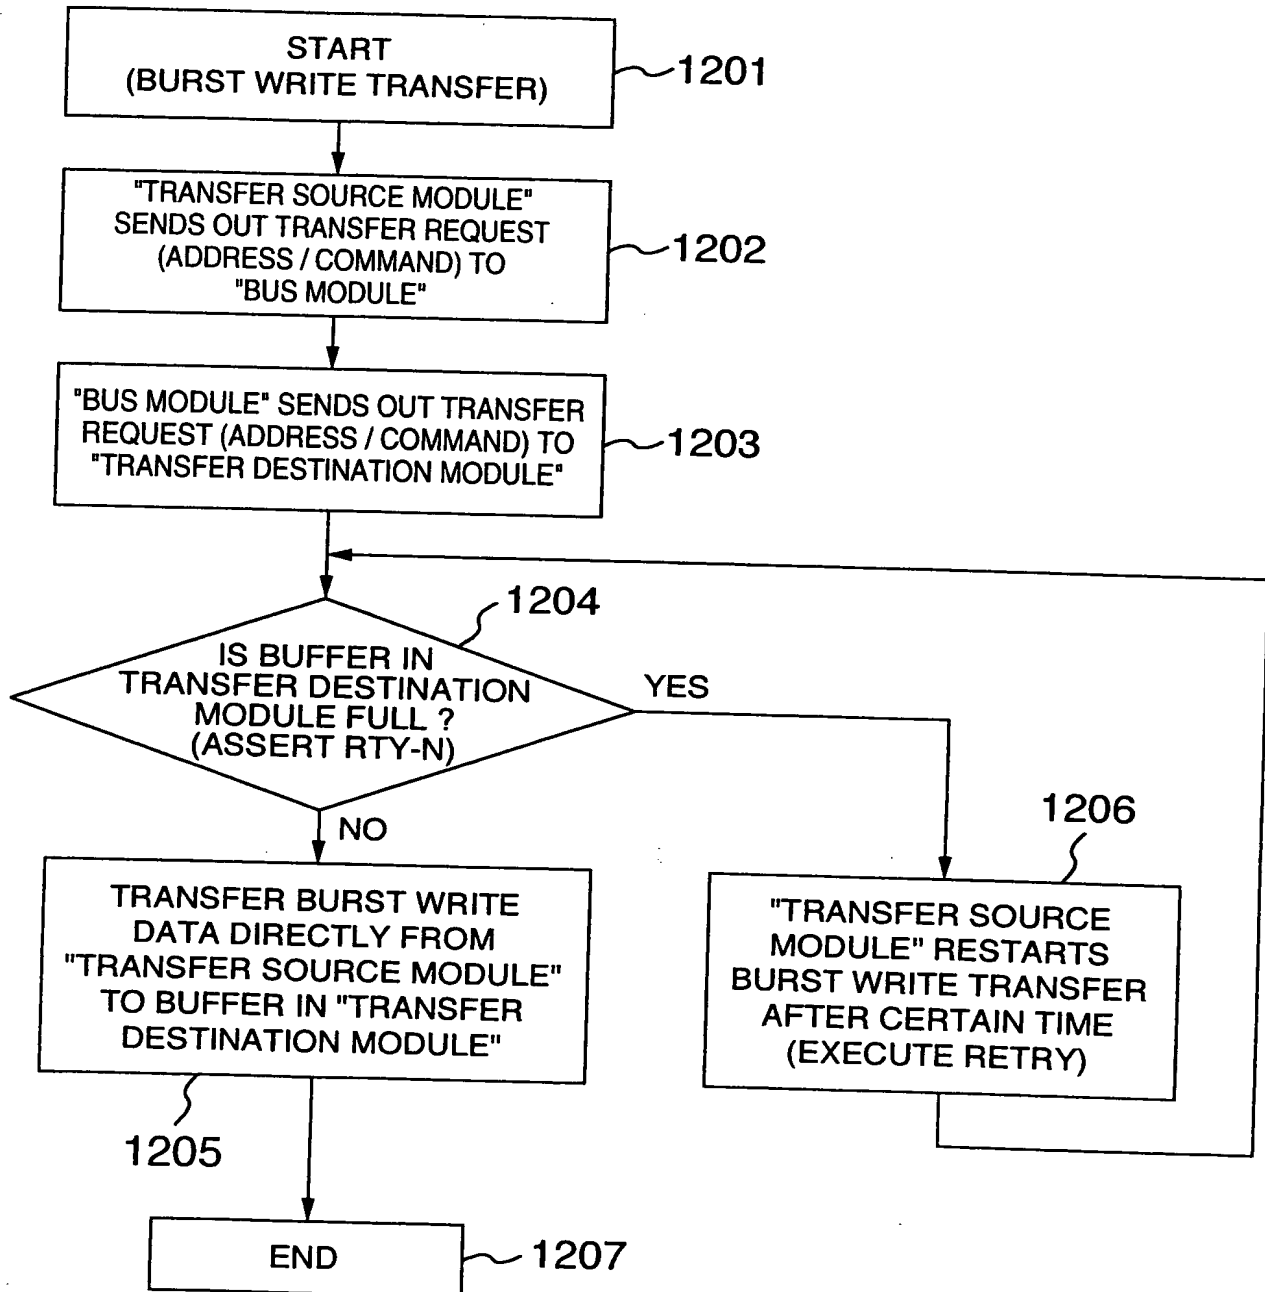 START
(BURST WRITE TRANSFER)
1201
"TRANSFER SOURCE MODULE"
SENDS OUT TRANSFER REQUEST
(ADDRESS / COMMAND) TO
"BUS MODULE"
1202
"BUS MODULE" SENDS OUT TRANSFER
REQUEST (ADDRESS / COMMAND) TO
"TRANSFER DESTINATION MODULE"
1203
1204
IS BUFFER IN
TRANSFER DESTINATION
MODULE FULL ?
(ASSERT RTY-N)
YES
NO
1206
"TRANSFER SOURCE
MODULE" RESTARTS
BURST WRITE TRANSFER
AFTER CERTAIN TIME
(EXECUTE RETRY)
TRANSFER BURST WRITE
DATA DIRECTLY FROM
"TRANSFER SOURCE MODULE"
TO BUFFER IN "TRANSFER
DESTINATION MODULE"
1205
END
1207